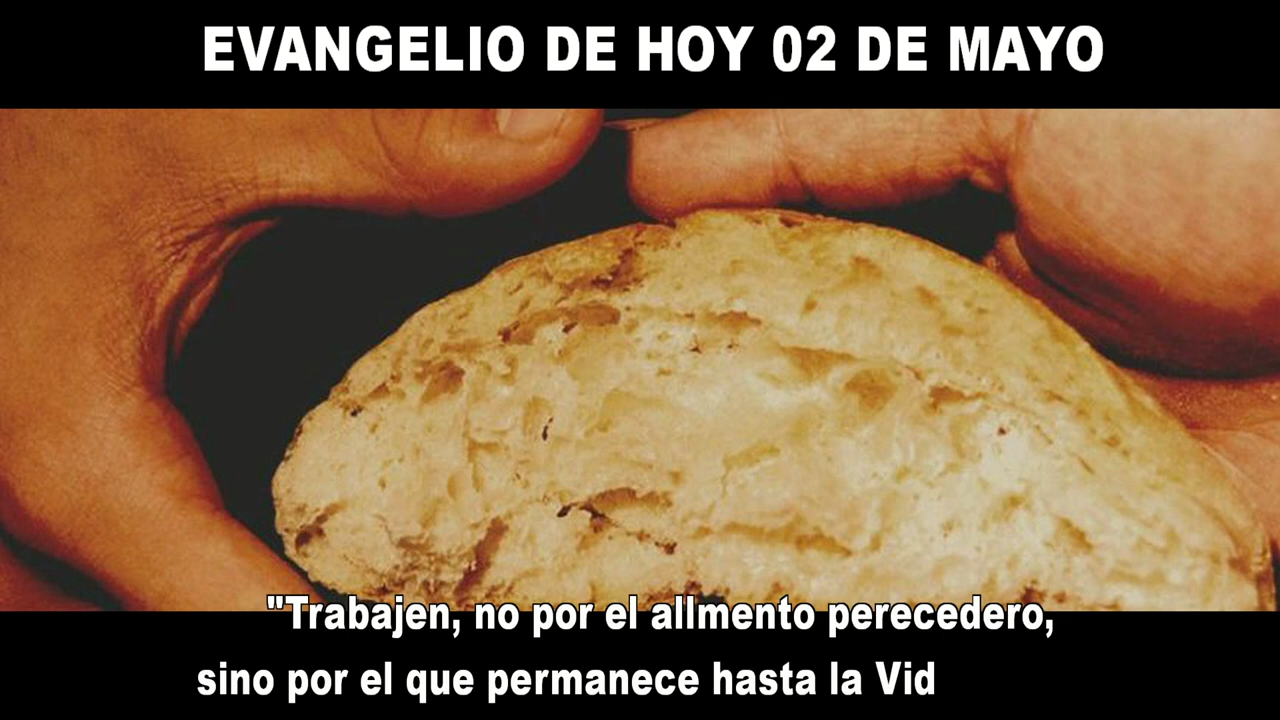 EVANGELIO DE HOY 02 DE MAYO
"Trabajen, no por el allmento perecedero,
sino por el que permanece hasta la Vid